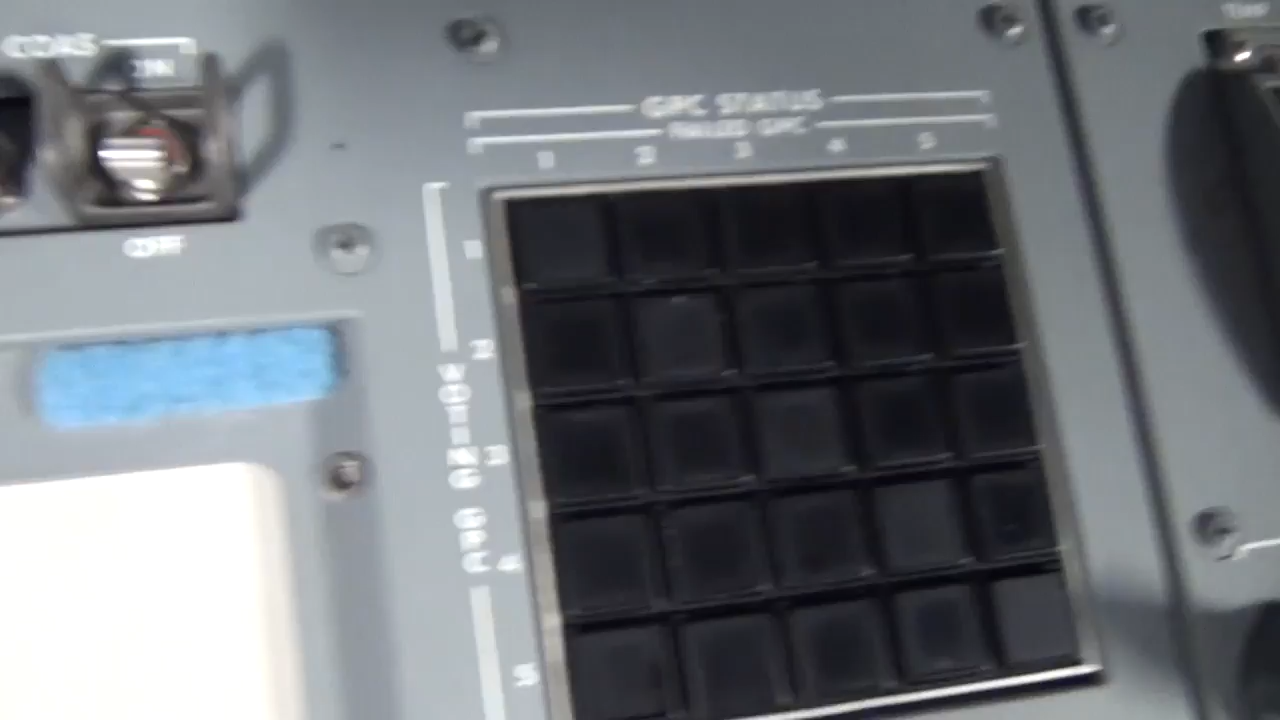 COAS
ON
OFF
GPC STATUS
FAILED GPC
1 2 3 4 5
VOTING GPC
1
2
3
4
5